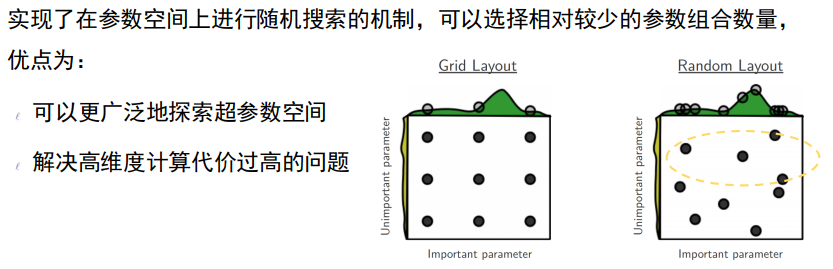 实现了在参数空间上进行随机搜索的机制，可以选择相对较少的参数组合数量，
优点为：
可以更广泛地探索超参数空间
解决高维度计算代价过高的问题
Grid Layout
Unimportant parameter
Important parameter
Random Layout
Unimportant parameter
Important parameter